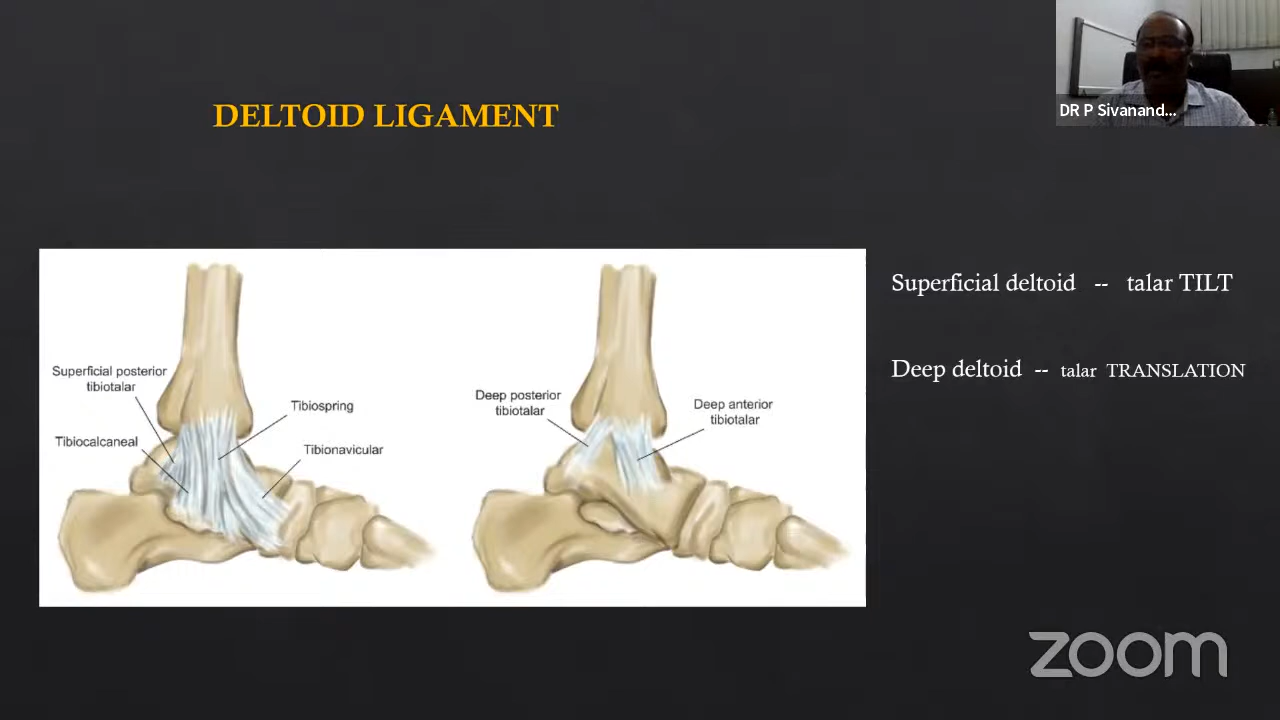 DR P Sivanand...
DELTOID LIGAMENT
Superficial deltoid -- talar TILT
Deep deltoid -- talar TRANSLATION
Superficial posterior
tibiotalar
Tibiospring
Tibiocalcaneal
Tibionavicular
Deep posterior
tibiotalar
Deep anterior
tibiotalar
zoom